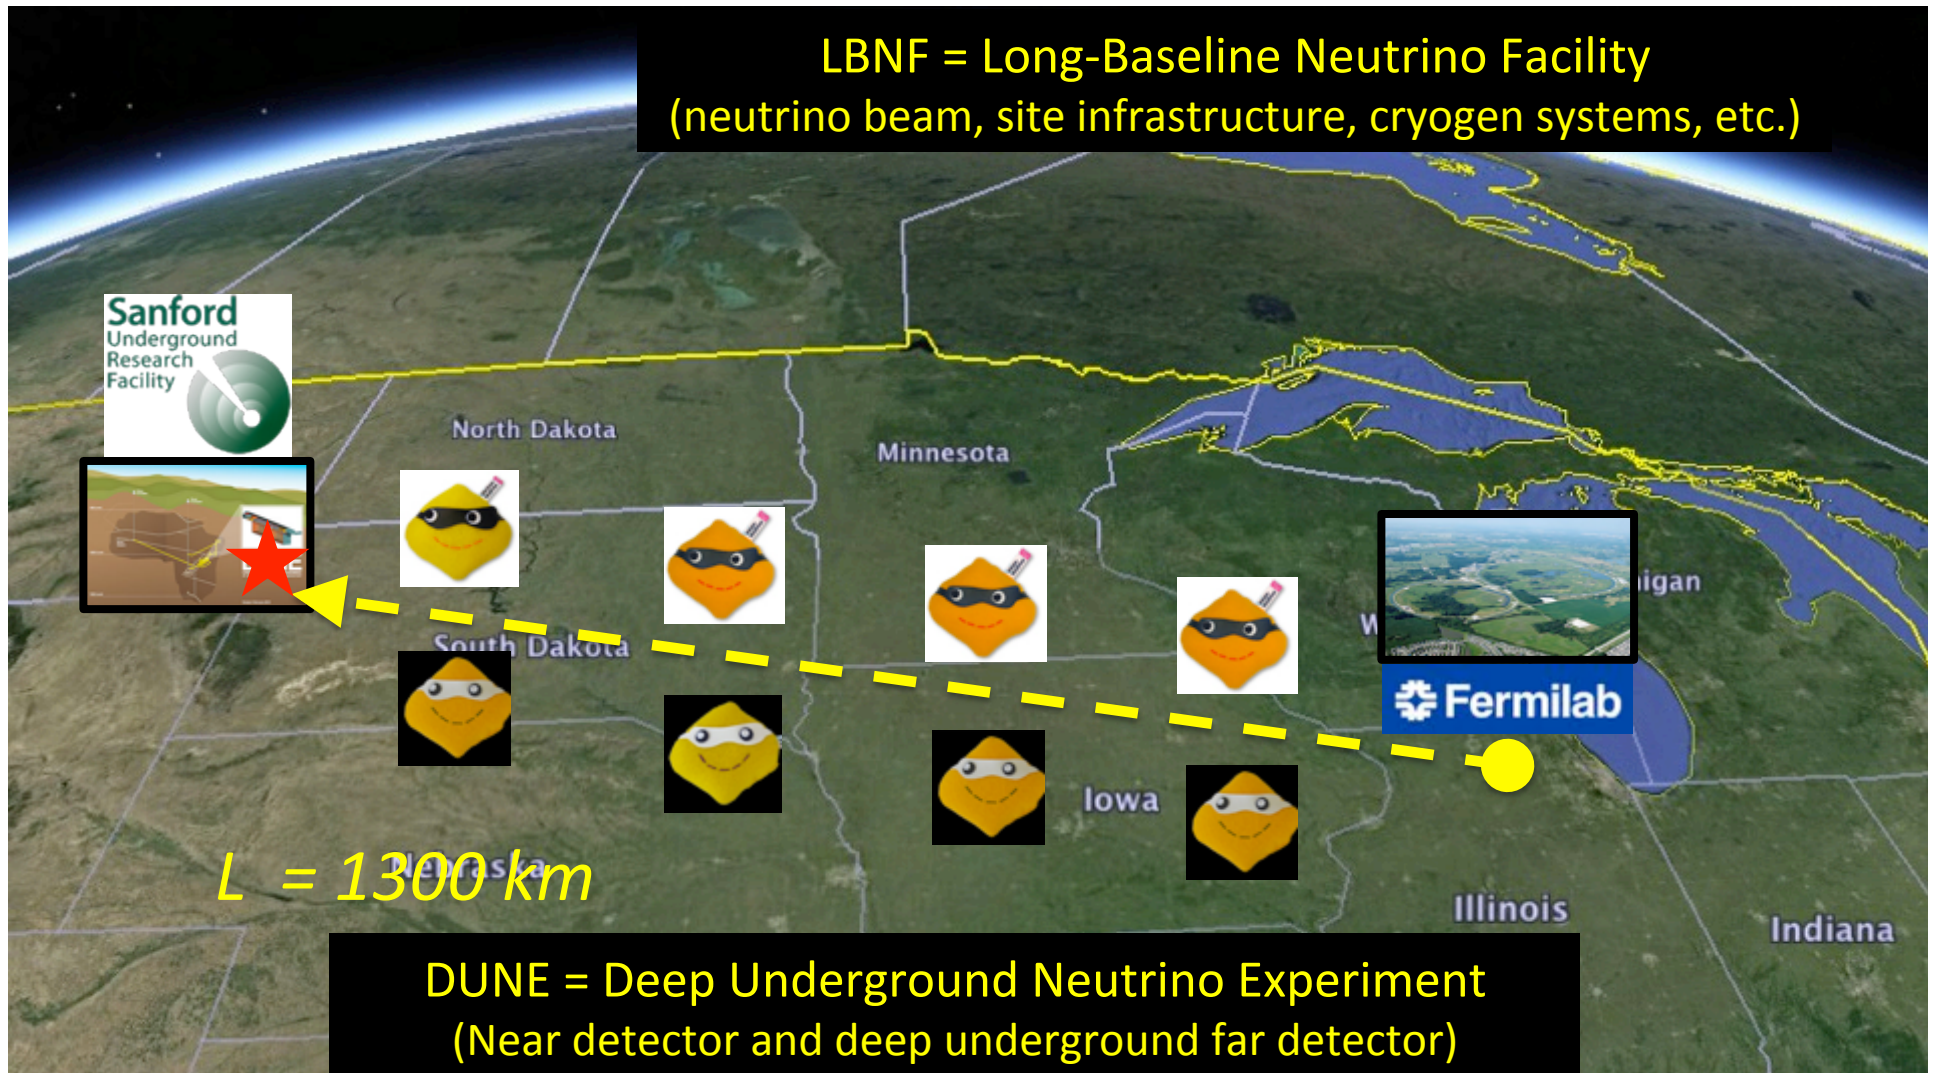 LBNF = Long-Baseline Neutrino Facility
(neutrino beam, site infrastructure, cryogen systems, etc.)
Sanford
Underground
Research
Facility
North Dakota
Minnesota
igan
South Dakota
W
Fermilab
Iowa
L = 1300 km
Nebraska
Illinois
Indiana
DUNE = Deep Underground Neutrino Experiment
(Near detector and deep underground far detector)